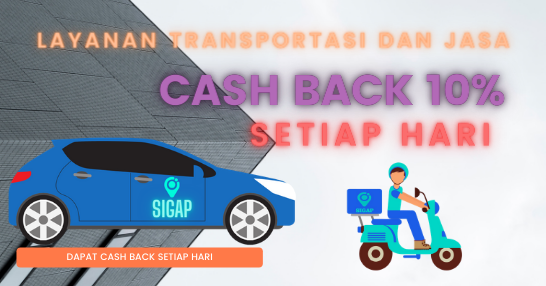 LAYANAN TRANSPORTASI DAN JASA
CASH BACK 10%
SETIAP HARI
SIGAP
SIGAP
DAPAT CASH BACK SETIAP HARI